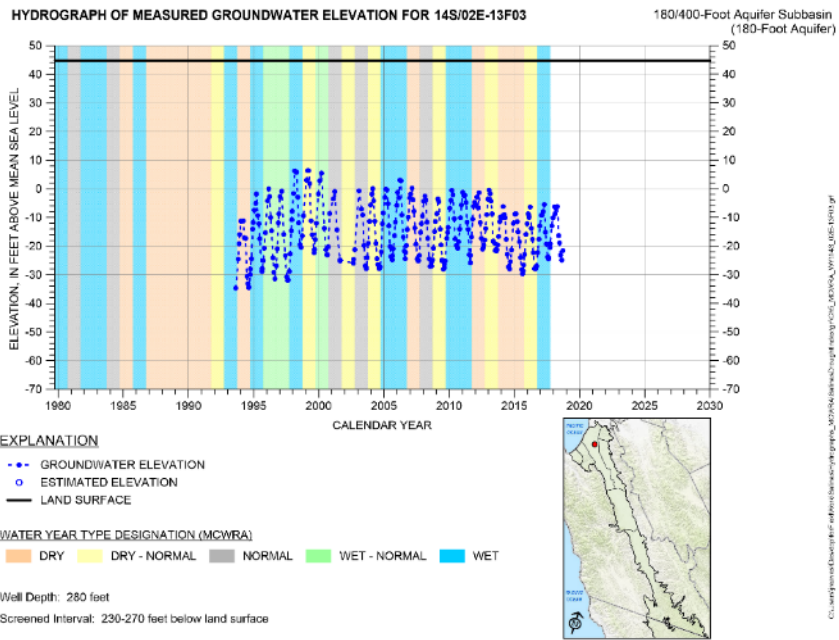 HYDROGRAPH OF MEASURED GROUNDWATER ELEVATION FOR 14S/02E-13F03
180/400-Foot Aquifer Subbasin
(180-Foot Aquifer)
ELEVATION, IN FEET ABOVE MEAN SEA LEVEL
50 50
40 40
30 30
20 20
10 10
0 0
-10 -10
-20 -20
-30 -30
-40 -40
-50 -50
-60 -60
-70 -70
1980 1985 1990 1995 2000 2005 2010 2015 2020 2025 2030
CALENDAR YEAR
EXPLANATION
GROUNDWATER ELEVATION
ESTIMATED ELEVATION
LAND SURFACE
WATER YEAR TYPE DESIGNATION (MCWRA)
DRY DRY - NORMAL NORMAL WET - NORMAL WET
Well Depth: 280 feet
Screened Interval: 230-270 feet below land surface
PACIFIC
OCEAN
OCEAN
N